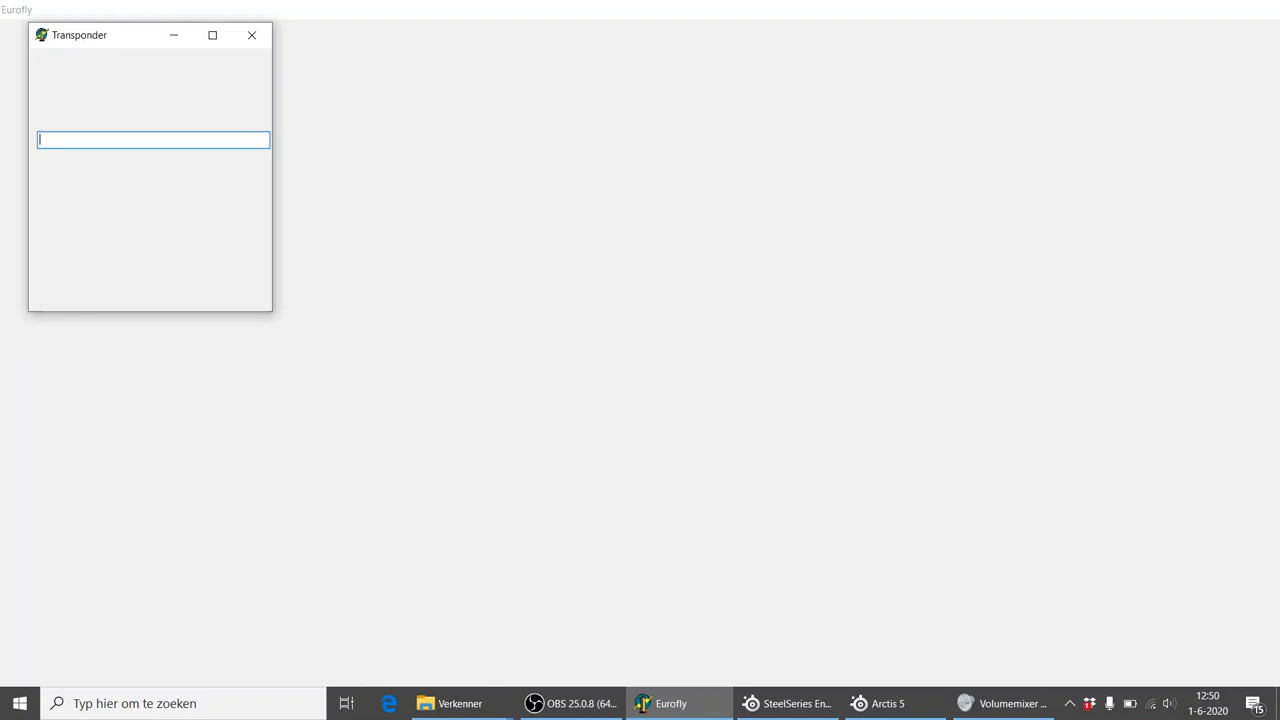 Eurofly
Transponder
Typ hier om te zoeken
Verkenner
OBS 25.0.8 (64...
Eurofly
SteelSeries En...
Arctis 5
Volumemixer ...
12:50
1-6-2020
15